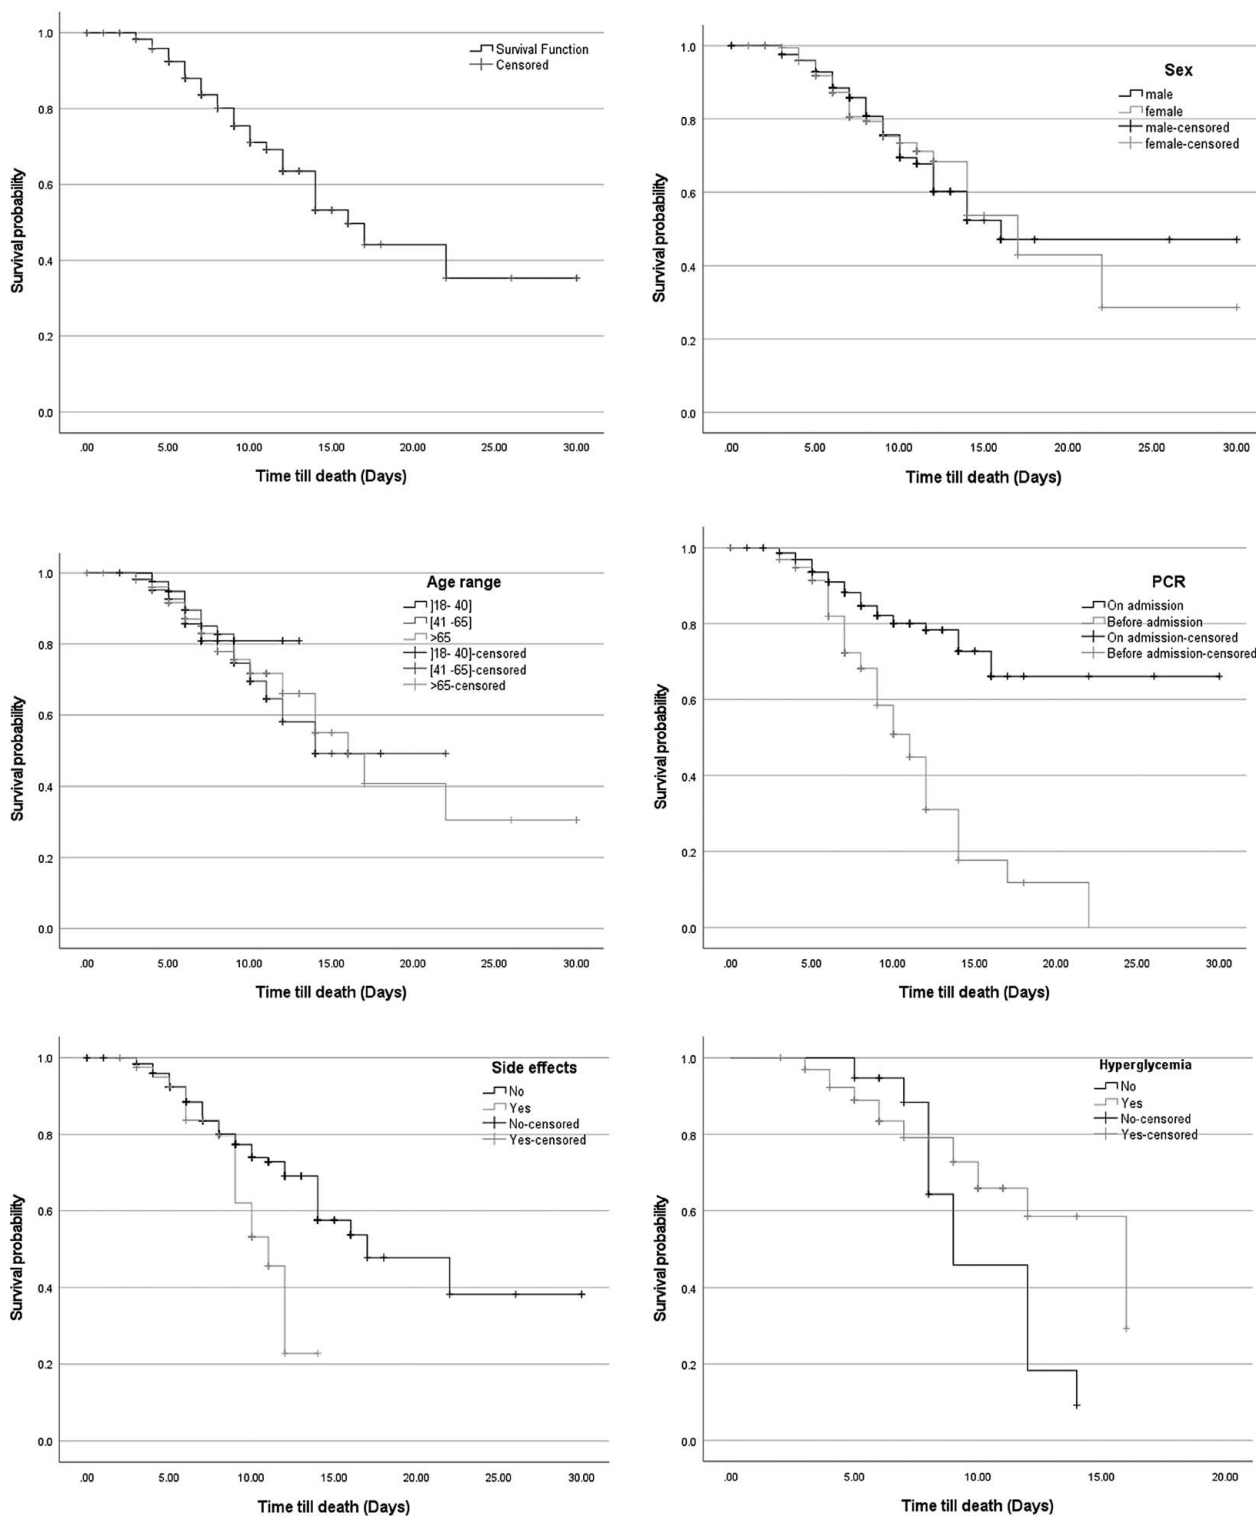 1.0
0.8
0.6
0.4
0.2
0.0
Survival probability
Survival Function
Censored
.00 5.00 10.00 15.00 20.00 25.00 30.00
Time till death (Days)
1.0
0.8
0.6
0.4
0.2
0.0
Survival probability
Sex
male
female
male-censored
female-censored
.00 5.00 10.00 15.00 20.00 25.00 30.00
Time till death (Days)
1.0
0.8
0.6
0.4
0.2
0.0
Survival probability
Age range
]18- 40]
[41 -65]
>65
]18- 40]-censored
[41 -65]-censored
>65-censored
.00 5.00 10.00 15.00 20.00 25.00 30.00
Time till death (Days)
1.0
0.8
0.6
0.4
0.2
0.0
Survival probability
PCR
On admission
Before admission
On admission-censored
Before admission-censored
.00 5.00 10.00 15.00 20.00 25.00 30.00
Time till death (Days)
1.0
0.8
0.6
0.4
0.2
0.0
Survival probability
Side effects
No
Yes
No-censored
Yes-censored
.00 5.00 10.00 15.00 20.00 25.00 30.00
Time till death (Days)
1.0
0.8
0.6
0.4
0.2
0.0
Survival probability
Hyperglycemia
No
Yes
No-censored
Yes-censored
.00 5.00 10.00 15.00 20.00
Time till death (Days)